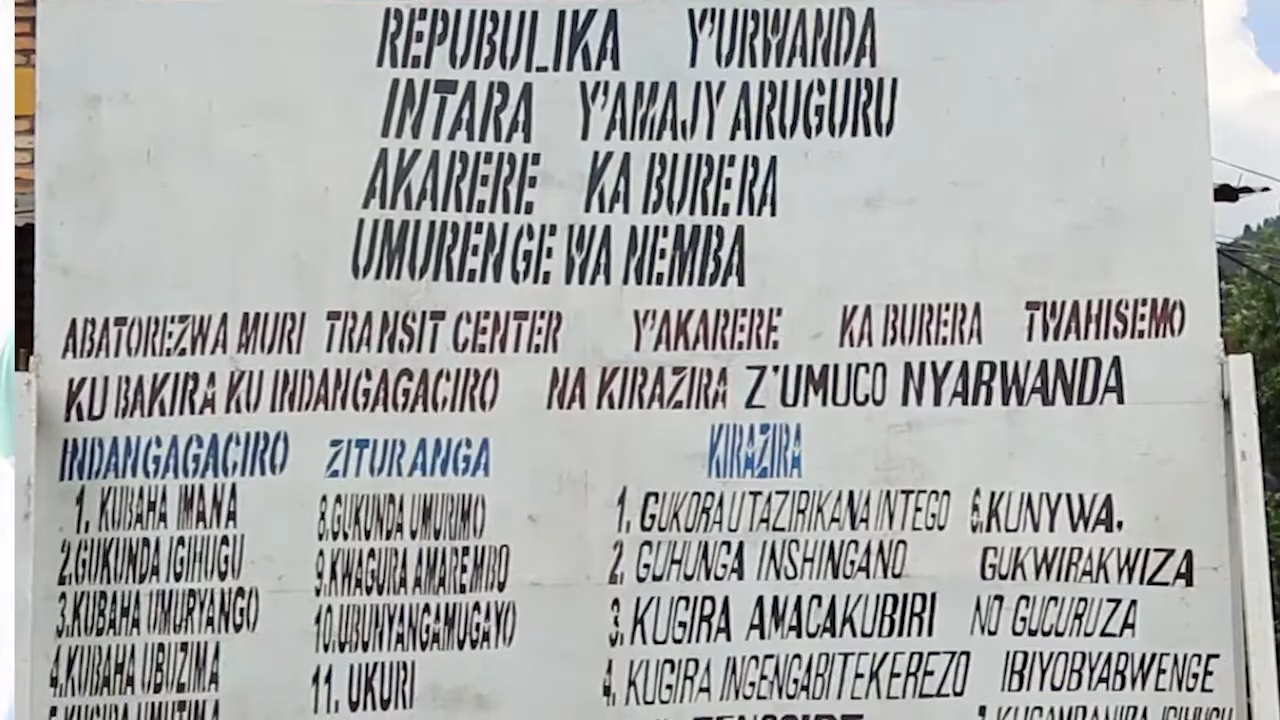 REPUBULIKA Y'URWANDA
INTARA Y'AMAJYARUGURU
AKARERE KA BURERA
UMURENGE WA NEMBA
ABATOREZWA MURI TRANSIT CENTER Y'AKARERE KA BURERA TWAHISEMO
KU BAKIRA KU INDANGAGACIRO NA KIRAZIRA Z'UMUCO NYARWANDA
INDANGAGACIRO ZITURANGA
1. KUBAHA IMANA
2.GUKUNDA IGIHUGU
3.KUBAHA UMURYANGO
4.KUBAHA UBUZIMA
5.KUGIRA UMUTIMA
8.GUKUNDA UMURIMO
9.KWAGURA AMAREMBO
10.UBUNYANGAMUGAYO
11. UKURI
KIRAZIRA
1. GUKORA UTAZIRIKANA INTEGO
2. GUHUNGA INSHINGANO
3. KUGIRA AMACAKUBIRI
4. KUGIRA INGENGABITEKEREZO
6.KUNYWA.
GUKWIRAKWIZA
NO GUCURUZA
IBIYOBYABWENGE